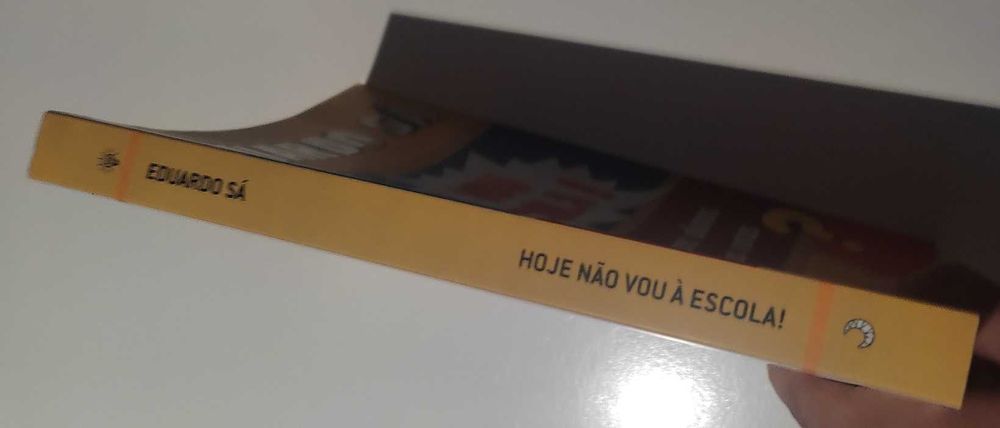 EDUARDO SÁ
HOJE NÃO VOU À ESCOLA!